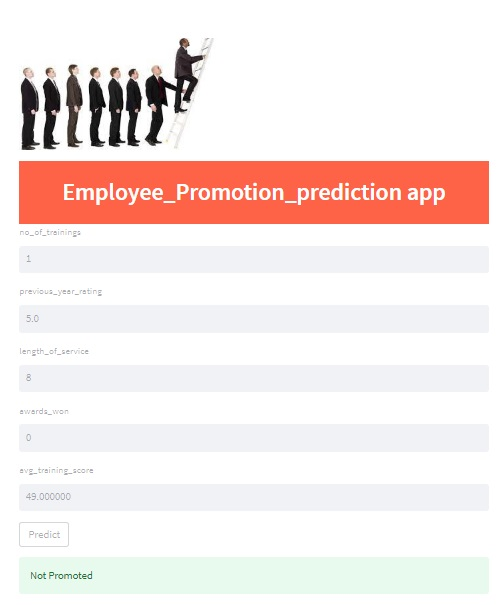 Employee_Promotion_prediction app
no_of_trainings
1
previous_year_rating
5.0
length_of_service
8
awards_won
0
avg_training_score
49.000000
Predict
Not Promoted